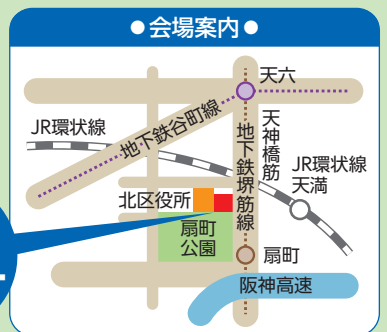 ●会場案内●
天六
地下鉄谷町線
JR環状線
天神橋筋
地下鉄堺筋線
JR環状線
天満
北区役所
扇町
公園
扇町
阪神高速